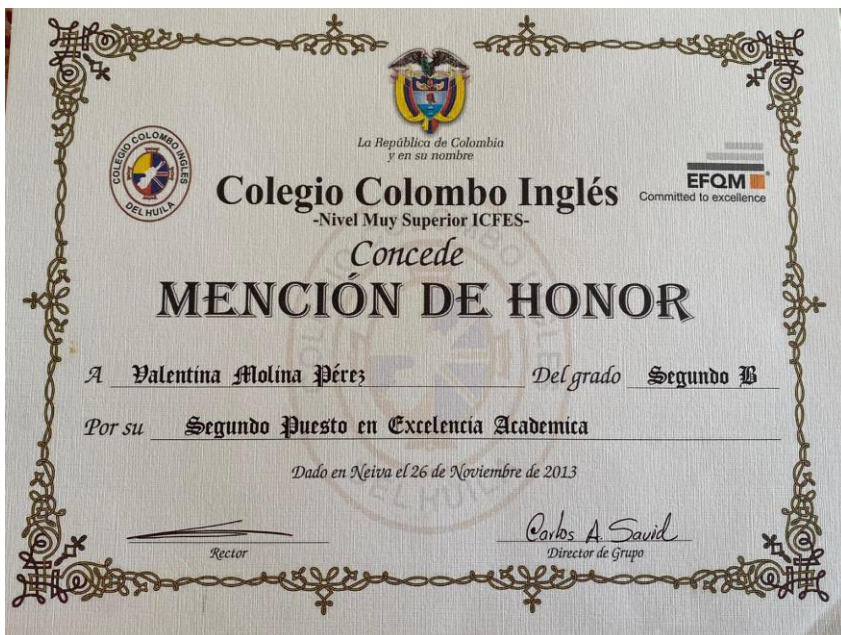 La República de Colombia
y en su nombre
COLEGIO COLOMBO INGLES
DEL HUILA
EFQM
Committed to excellence
Colegio Colombo Inglés
-Nivel Muy Superior ICFES-
Concede
MENCIÓN DE HONOR
A Valentina Molina Pérez Del grado Segundo B
Por su Segundo Puesto en Excelencia Academica
Dado en Neiva el 26 de Noviembre de 2013
Carlos A. Savid
Rector Director de Grupo